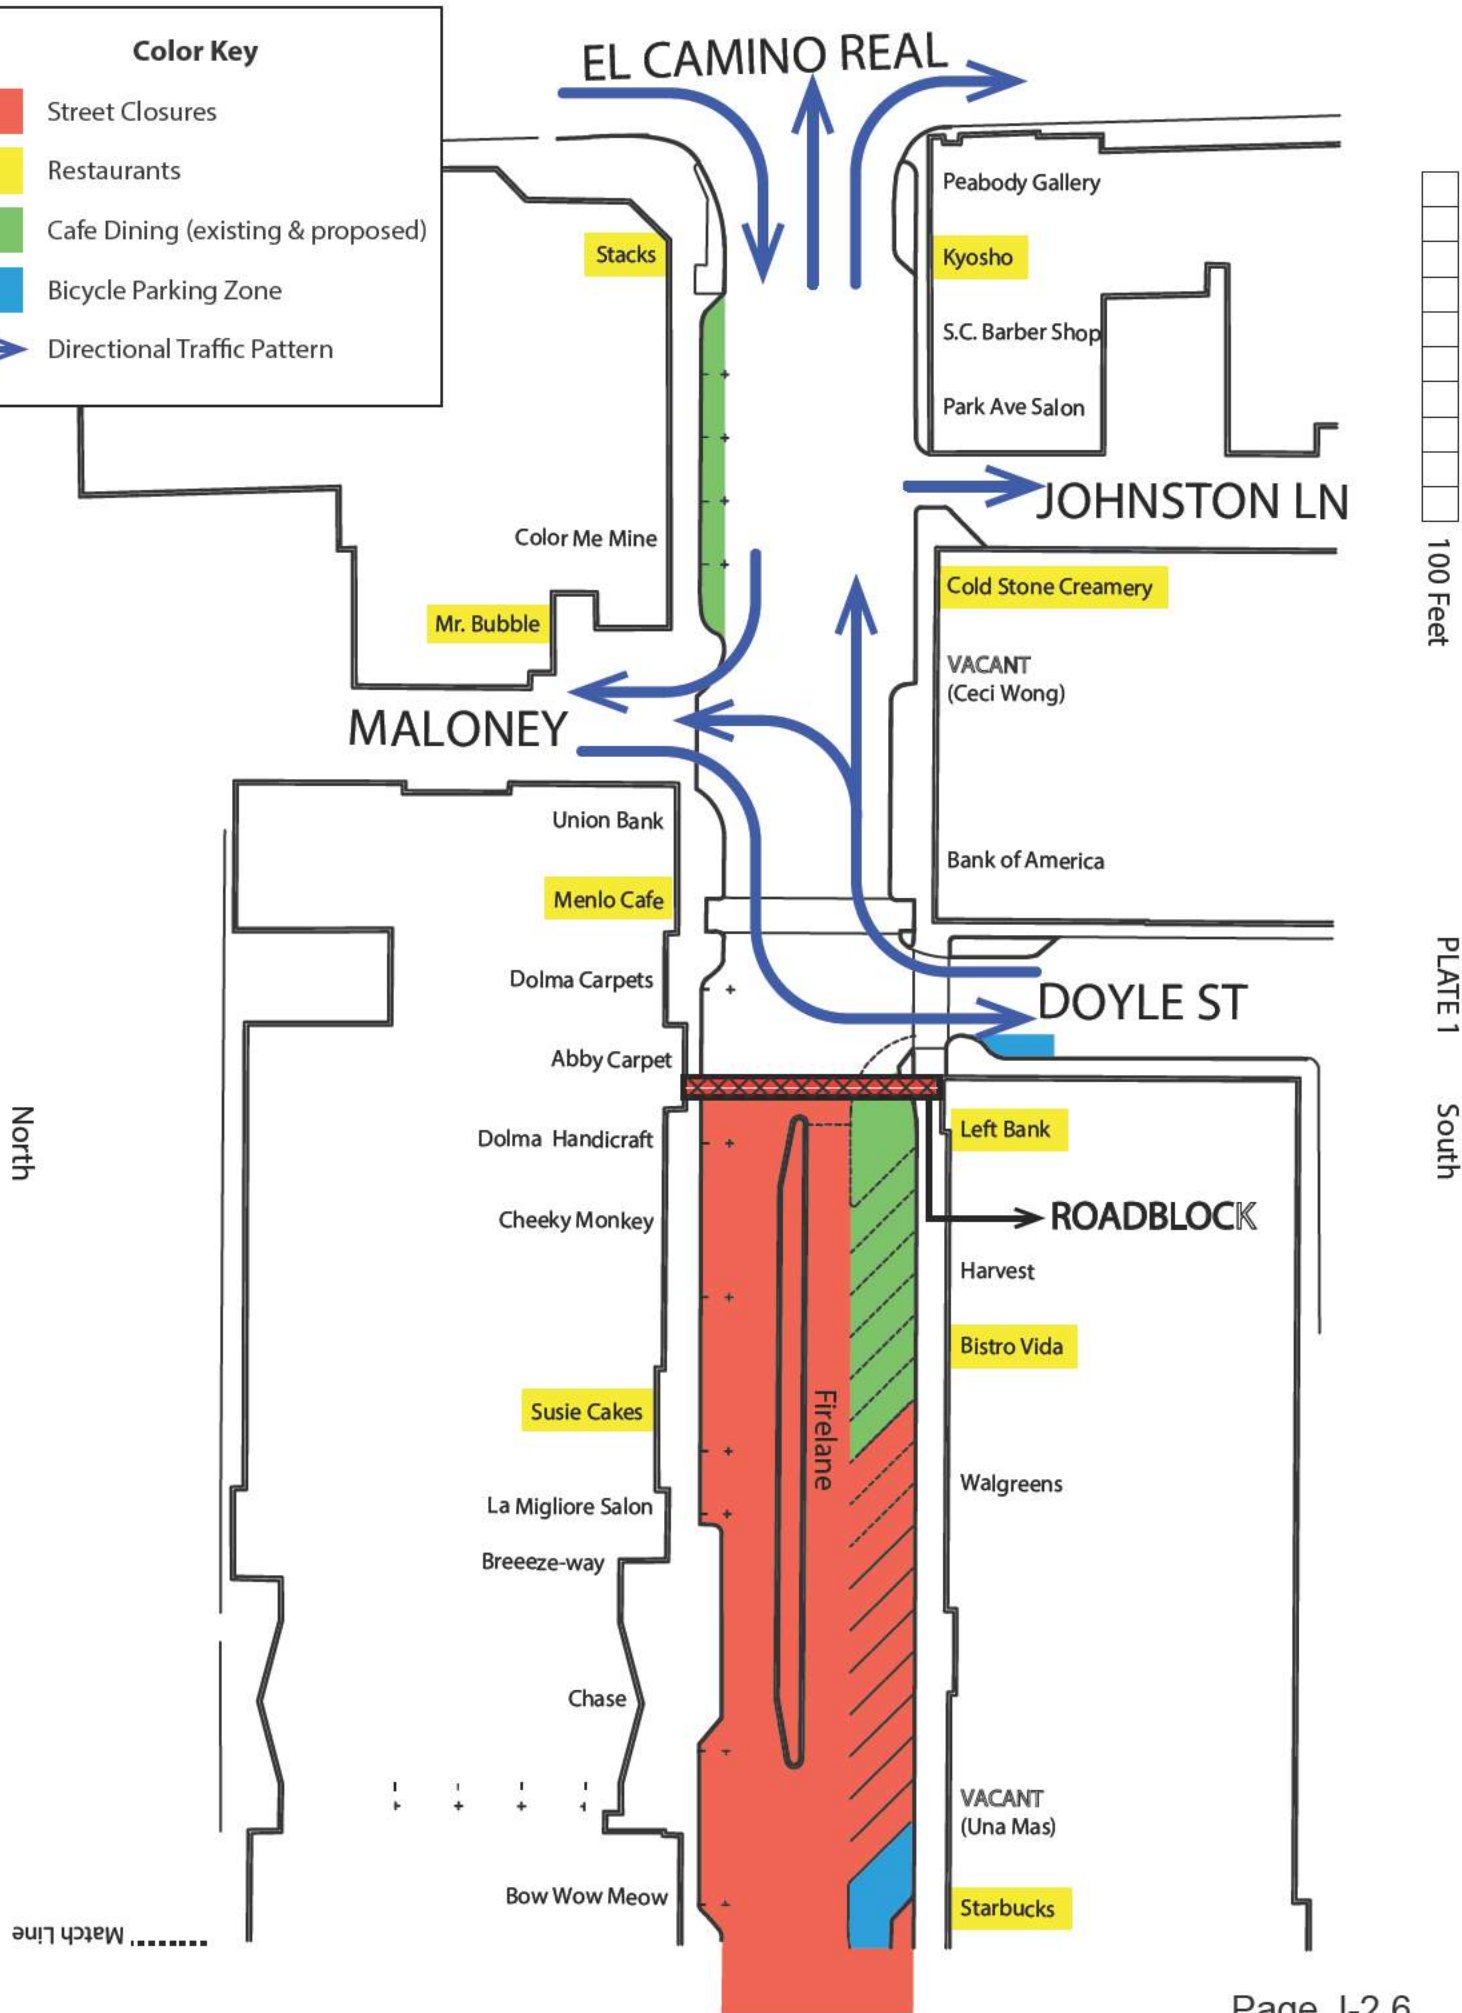 Color Key
Street Closures
Restaurants
Cafe Dining (existing & proposed)
Bicycle Parking Zone
Directional Traffic Pattern
EL CAMINO REAL
Peabody Gallery
Stacks
Kyosho
S.C. Barber Shop
Park Ave Salon
JOHNSTON LN
Color Me Mine
100 Feet
Cold Stone Creamery
Mr. Bubble
VACANT
(Ceci Wong)
MALONEY
Union Bank
Bank of America
Menlo Cafe
Dolma Carpets
DOYLE ST
PLATE 1
Abby Carpet
North
South
Left Bank
Dolma Handicraft
Cheeky Monkey
ROADBLOCK
Harvest
Bistro Vida
Susie Cakes
Firelane
Walgreens
La Migliore Salon
Breeeze-way
Chase
VACANT
(Una Mas)
Bow Wow Meow
Starbucks
Match Line
Page J-2.6